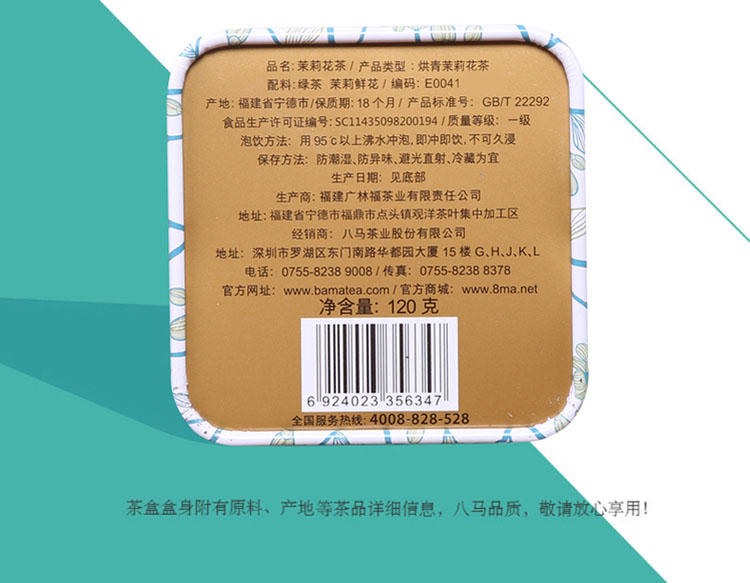 品名: 茉莉花茶 / 产品类型: 烘青茉莉花茶
配料: 绿茶 茉莉鲜花 / 编码: E0041
产地: 福建省宁德市/保质期: 18个月 / 产品标准号: GB/T 22292
食品生产许可证编号: SC11435098200194 / 质量等级: 一级
泡饮方法: 用95℃以上沸水冲泡,即冲即饮,不可久浸
保存方法: 防潮湿、防异味、避光直射、冷藏为宜
生产日期: 见底部
生产商: 福建广林福茶业有限责任公司
地址: 福建省宁德市福鼎市点头镇观洋茶叶集中加工区
经销商: 八马茶业股份有限公司
地址: 深圳市罗湖区东门南路华都园大厦15楼G、H、J、K、L
电话: 0755-8238 9008 / 传真: 0755-8238 8378
官方网址: www.bamatea.com / 官方商城: www.8ma.net
净含量: 120克
6 924023 356347
全国服务热线: 4008-828-528
茶盒盒身附有原料、产地等茶品详细信息，八马品质，敬请放心享用!